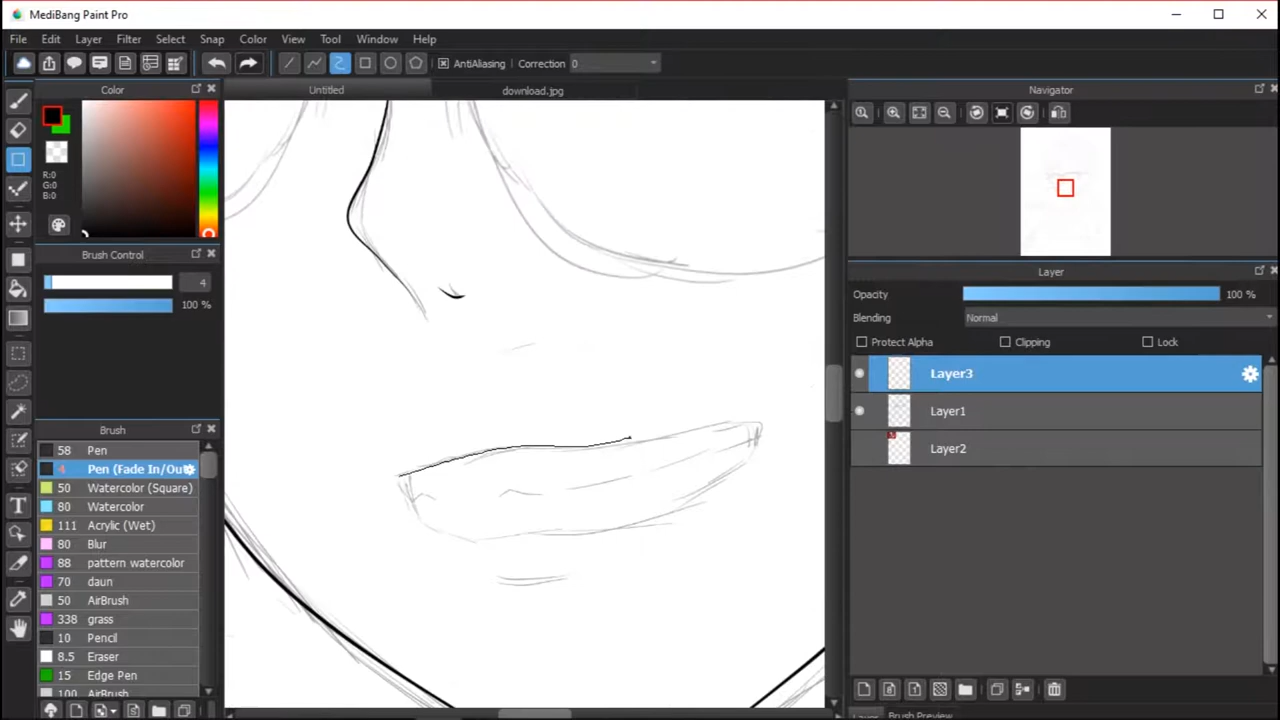 MediBang Paint Pro
File Edit Layer Filter Select Snap Color View Tool Window Help
AntiAliasing Correction 0
Color
Untitled
download.jpg
Navigator
R:0
G:0
B:0
Brush Control
4
100 %
Layer
Opacity 100 %
Blending Normal
Protect Alpha Clipping Lock
Layer3
Layer1
Layer2
Brush
58 Pen
4 Pen (Fade In/Ou
50 Watercolor (Square)
80 Watercolor
111 Acrylic (Wet)
80 Blur
88 pattern watercolor
70 daun
50 AirBrush
338 grass
10 Pencil
8.5 Eraser
15 Edge Pen
100 AirBrush
Layer Brush Preview